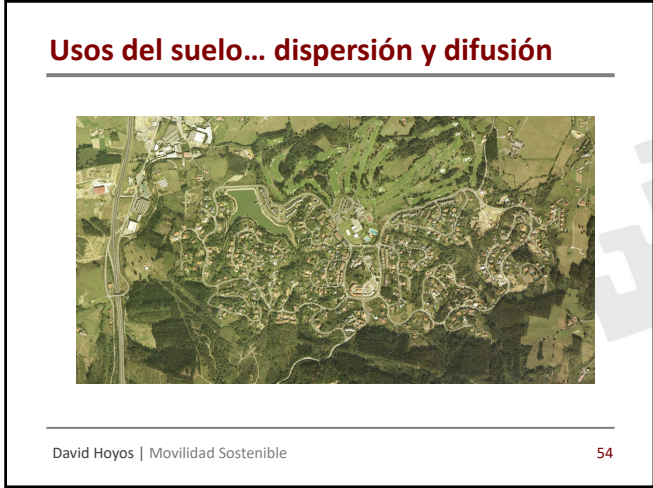 Usos del suelo… dispersión y difusión
David Hoyos | Movilidad Sostenible
54